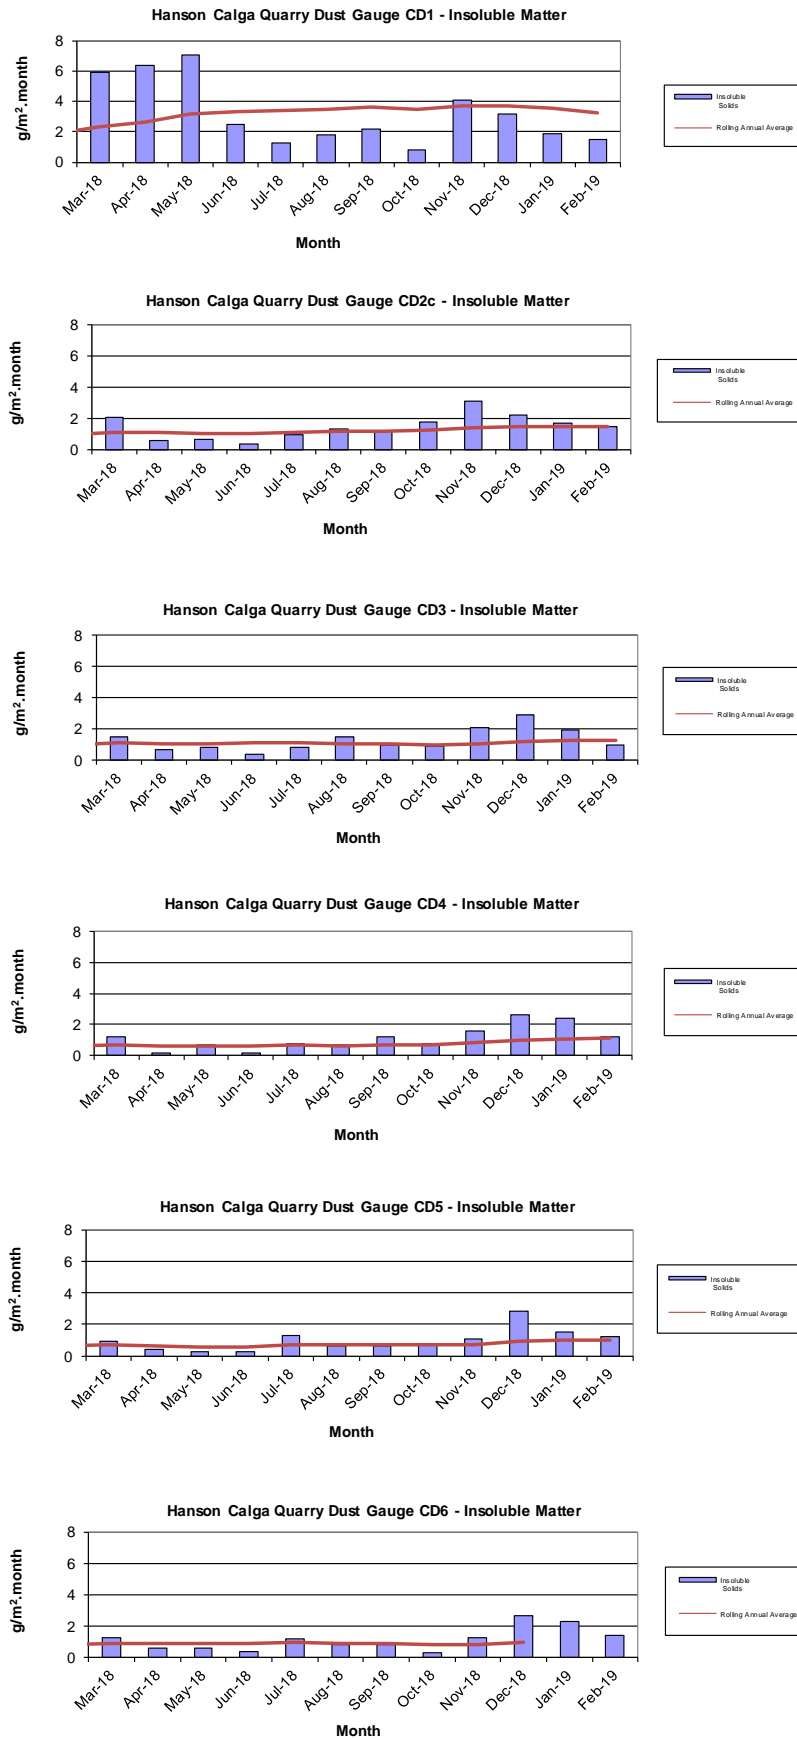 Hanson Calga Quarry Dust Gauge CD1 - Insoluble Matter
8
6
4
2
0
g/m².month
Mar-18
Apr-18
May-18
Jun-18
Jul-18
Aug-18
Sep-18
Oct-18
Nov-18
Dec-18
Jan-19
Feb-19
Month
Insoluble
Solids
Rolling Annual Average
Hanson Calga Quarry Dust Gauge CD2c - Insoluble Matter
8
6
4
2
0
g/m².month
Mar-18
Apr-18
May-18
Jun-18
Jul-18
Aug-18
Sep-18
Oct-18
Nov-18
Dec-18
Jan-19
Feb-19
Month
Insoluble
Solids
Rolling Annual Average
Hanson Calga Quarry Dust Gauge CD3 - Insoluble Matter
8
6
4
2
0
g/m².month
Mar-18
Apr-18
May-18
Jun-18
Jul-18
Aug-18
Sep-18
Oct-18
Nov-18
Dec-18
Jan-19
Feb-19
Month
Insoluble
Solids
Rolling Annual Average
Hanson Calga Quarry Dust Gauge CD4 - Insoluble Matter
8
6
4
2
0
g/m².month
Mar-18
Apr-18
May-18
Jun-18
Jul-18
Aug-18
Sep-18
Oct-18
Nov-18
Dec-18
Jan-19
Feb-19
Month
Insoluble
Solids
Rolling Annual Average
Hanson Calga Quarry Dust Gauge CD5 - Insoluble Matter
8
6
4
2
0
g/m².month
Mar-18
Apr-18
May-18
Jun-18
Jul-18
Aug-18
Sep-18
Oct-18
Nov-18
Dec-18
Jan-19
Feb-19
Month
Insoluble
Solids
Rolling Annual Average
Hanson Calga Quarry Dust Gauge CD6 - Insoluble Matter
8
6
4
2
0
g/m².month
Mar-18
Apr-18
May-18
Jun-18
Jul-18
Aug-18
Sep-18
Oct-18
Nov-18
Dec-18
Jan-19
Feb-19
Month
Insoluble
Solids
Rolling Annual Average